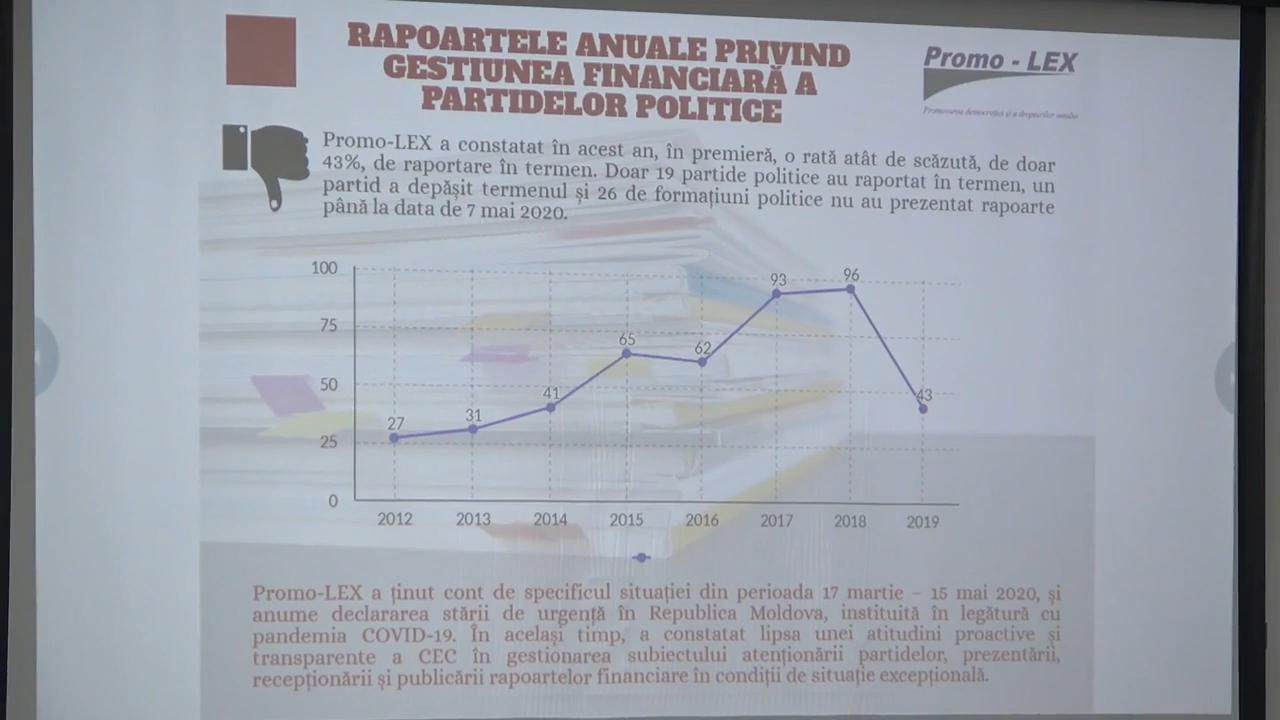 RAPOARTELE ANUALE PRIVIND
GESTIUNEA FINANCIARĂ A
PARTIDELOR POLITICE
Promo - LEX
Promovarea democrației și a drepturilor omului
Promo-LEX a constatat în acest an, în premieră, o rată atât de scăzută, de doar
43%, de raportare în termen. Doar 19 partide politice au raportat în termen, un
partid a depășit termenul și 26 de formațiuni politice nu au prezentat rapoarte
până la data de 7 mai 2020.
100
75
50
25
0
27
31
41
65
62
93
96
43
2012
2013
2014
2015
2016
2017
2018
2019
Promo-LEX a ținut cont de specificul situației din perioada 17 martie – 15 mai 2020, și
anume declararea stării de urgență în Republica Moldova, instituită în legătură cu
pandemia COVID-19. În același timp, a constatat lipsa unei atitudini proactive și
transparente a CEC în gestionarea subiectului atenționării partidelor, prezentării,
recepționării și publicării rapoartelor financiare în condiții de situație excepțională.